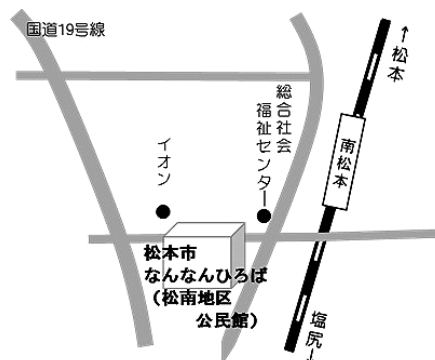 国道19号線
↑松本
総合社会
福祉センター
南松本
イオン
松本市
なんなんひろば
（松南地区
公民館）
塩尻↓